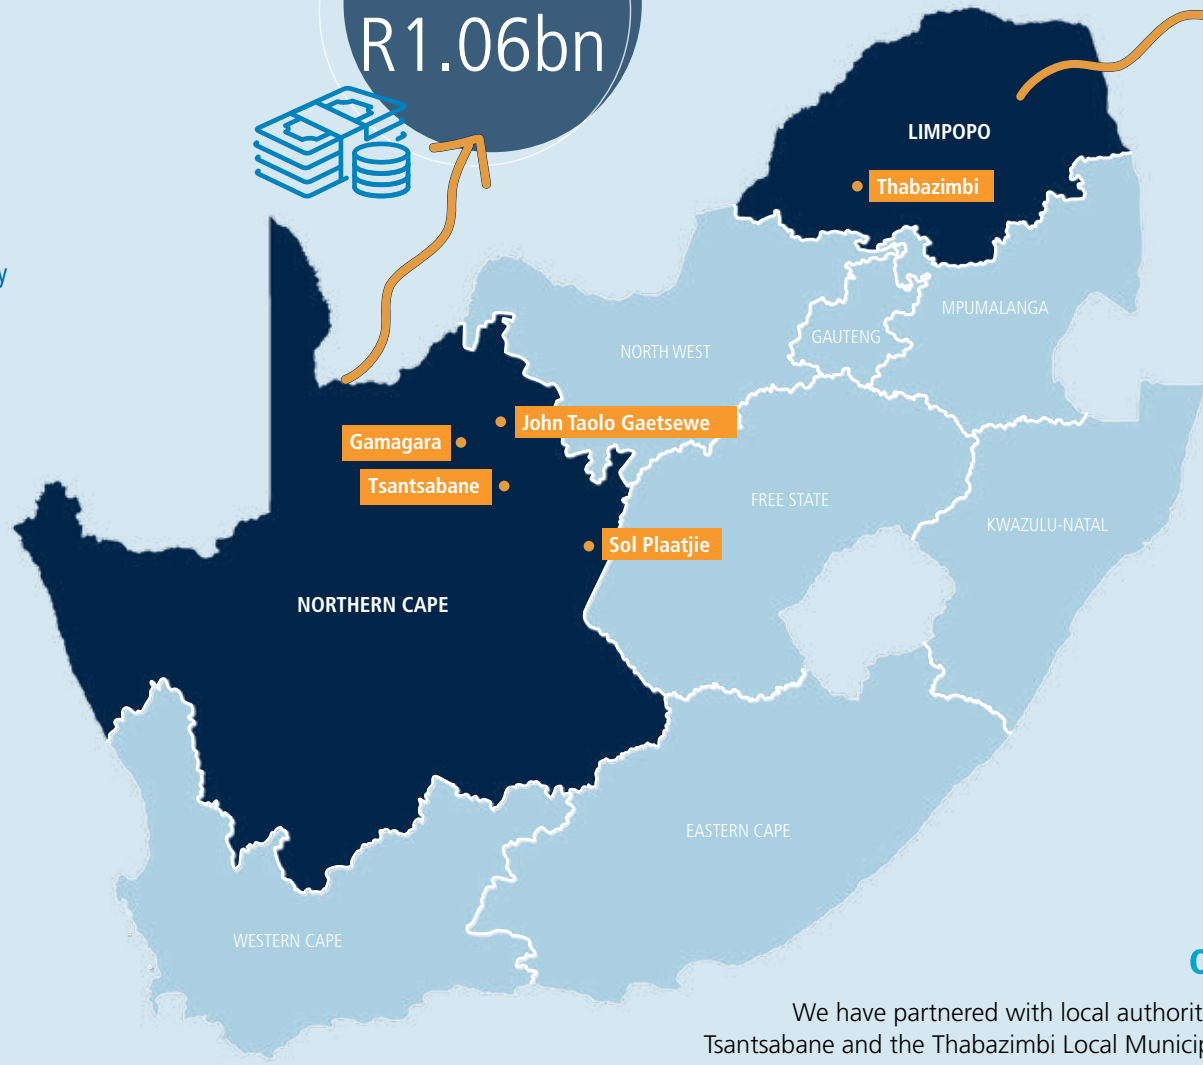 R1.06bn
LIMPOPO
Thabazimbi
y
MPUMALANGA
GAUTENG
NORTH WEST
John Taolo Gaetsewe
Gamagara
Tsantsabane
FREE STATE
KWAZULU-NATAL
Sol Plaatjie
NORTHERN CAPE
EASTERN CAPE
WESTERN CAPE
We have partnered with local authorit
Tsantsabane and the Thabazimbi Local Municip